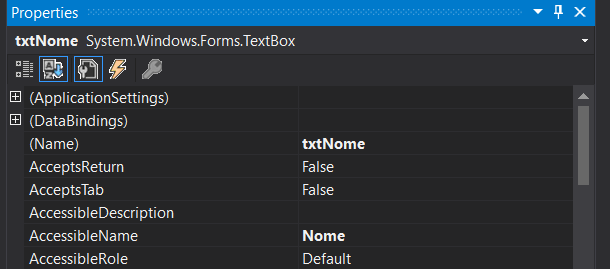 Properties
txtNome System.Windows.Forms.TextBox
(ApplicationSettings)
(DataBindings)
(Name) txtNome
AcceptsReturn False
AcceptsTab False
AccessibleDescription
AccessibleName Nome
AccessibleRole Default